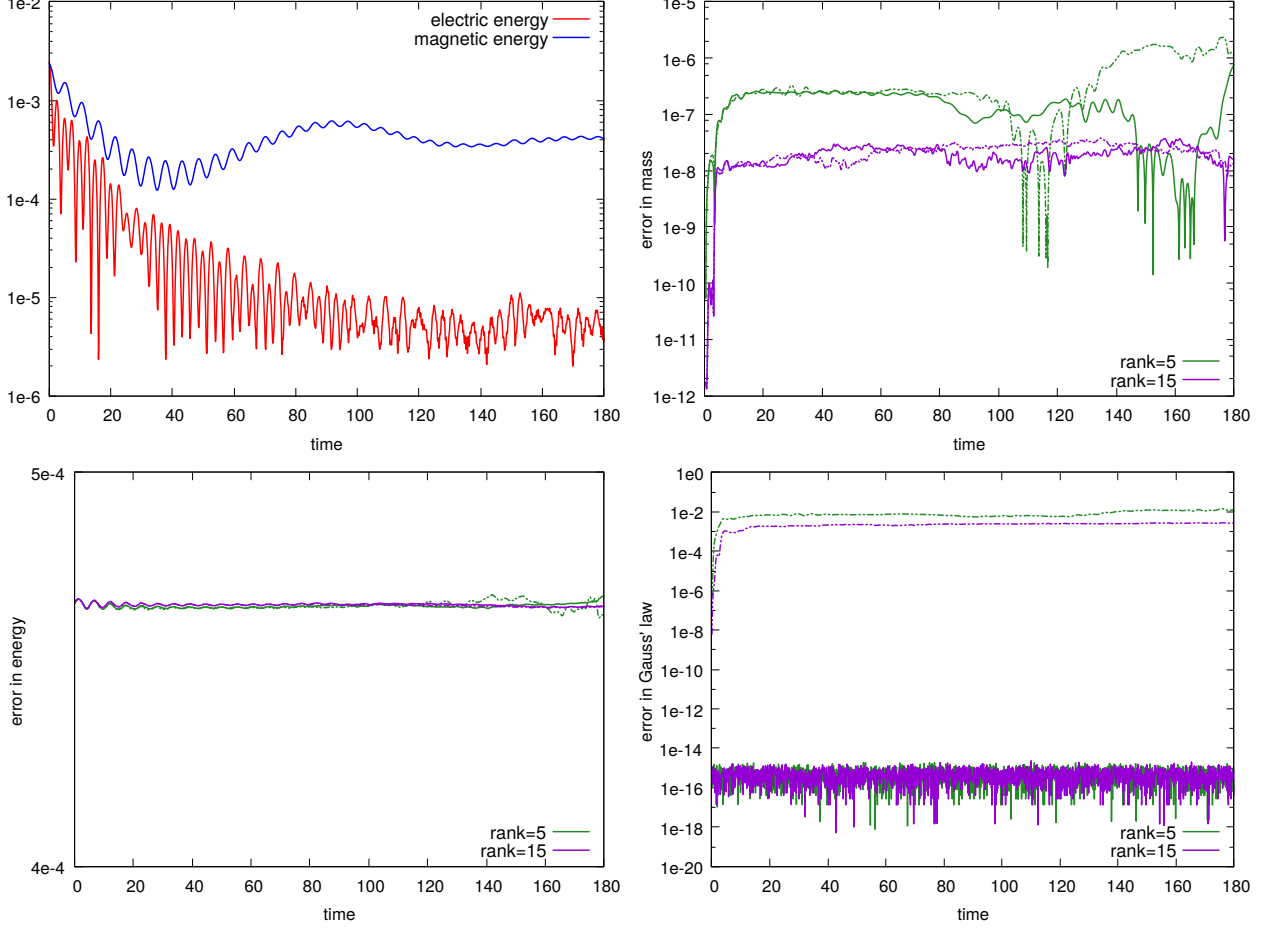 1e-2
1e-3
1e-4
1e-5
1e-6
0 20 40 60 80 100 120 140 160 180
time
electric energy
magnetic energy
error in mass
1e-5
1e-6
1e-7
1e-8
1e-9
1e-10
1e-11
1e-12
0 20 40 60 80 100 120 140 160 180
time
rank=5
rank=15
error in energy
5e-4
4e-4
0 20 40 60 80 100 120 140 160 180
time
rank=5
rank=15
error in Gauss' law
1e0
1e-2
1e-4
1e-6
1e-8
1e-10
1e-12
1e-14
1e-16
1e-18
1e-20
0 20 40 60 80 100 120 140 160 180
time
rank=5
rank=15